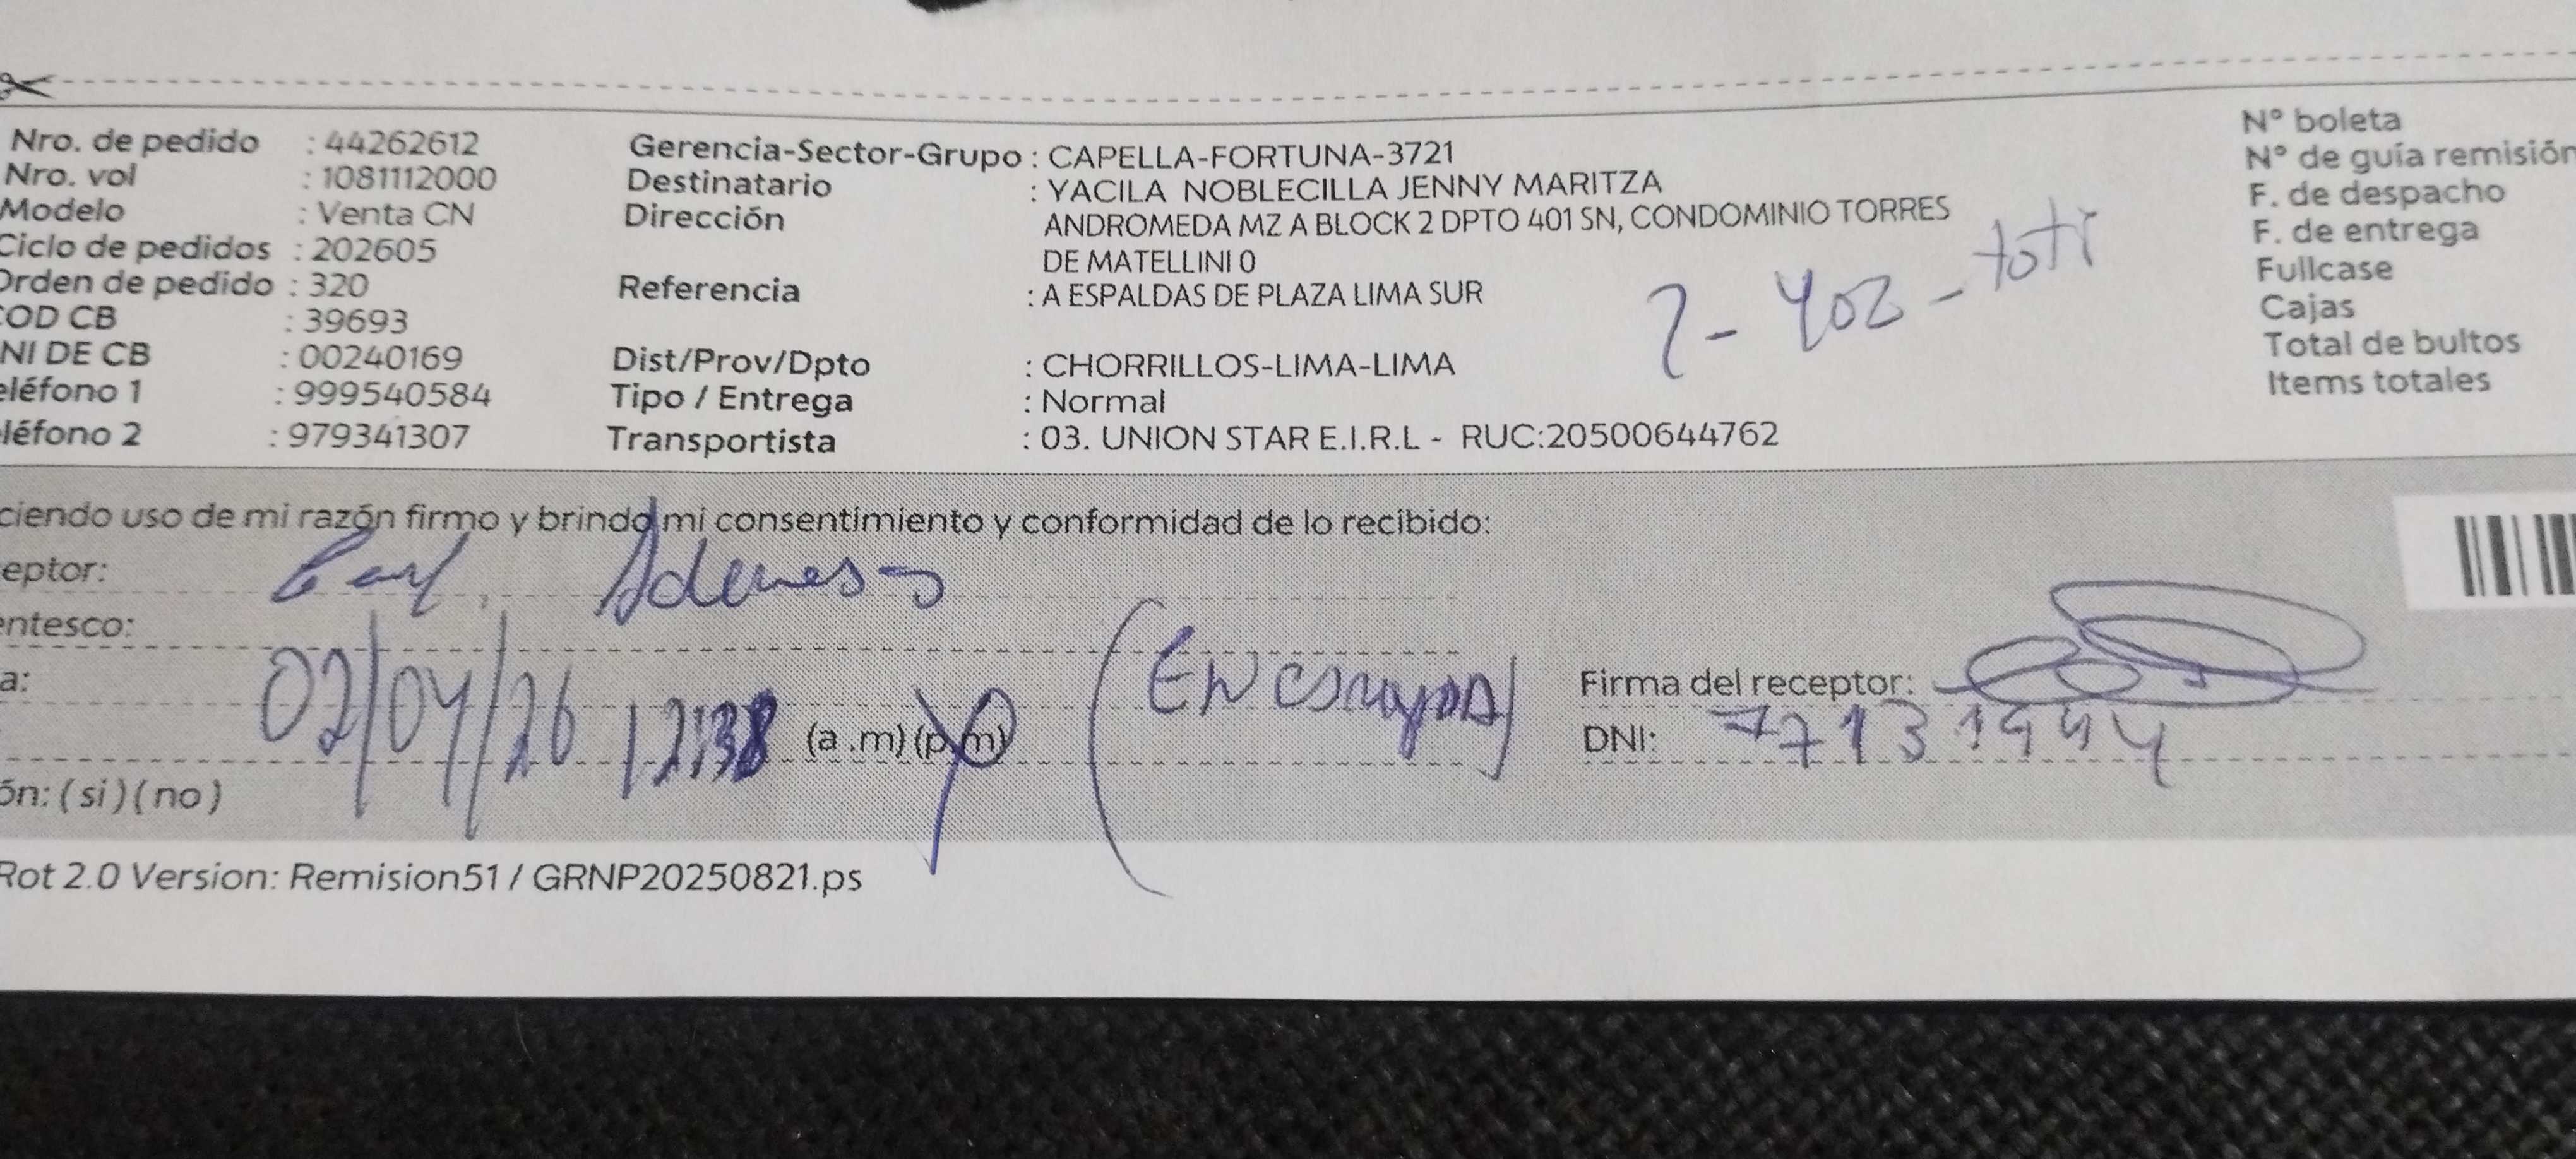 Nro. de pedido : 44262612
Nro. vol : 1081112000
Modelo : Venta CN
Ciclo de pedidos : 202605
Orden de pedido : 320
COD CB : 39693
NI DE CB : 00240169
eléfono 1 : 999540584
léfono 2 : 979341307
Gerencia-Sector-Grupo : CAPELLA-FORTUNA-3721
Destinatario : YACILA NOBLECILLA JENNY MARITZA
Dirección ANDROMEDA MZ A BLOCK 2 DPTO 401 SN, CONDOMINIO TORRES
DE MATELLINI 0
Referencia : A ESPALDAS DE PLAZA LIMA SUR
Dist/Prov/Dpto : CHORRILLOS-LIMA-LIMA
Tipo / Entrega : Normal
Transportista : 03. UNION STAR E.I.R.L - RUC:20500644762
2-402-
N° boleta
N° de guía remisión
F. de despacho
F. de entrega
Fullcase
Cajas
Total de bultos
Items totales
ciendo uso de mi razón firmo y brindo mi consentimiento y conformidad de lo recibido:
eptor:
entesco:
a: 02/04/26 12:38 (a .m) (p.m)
Firma del receptor:
DNI:
ón: ( si ) ( no )
Rot 2.0 Version: Remision51 / GRNP20250821.ps